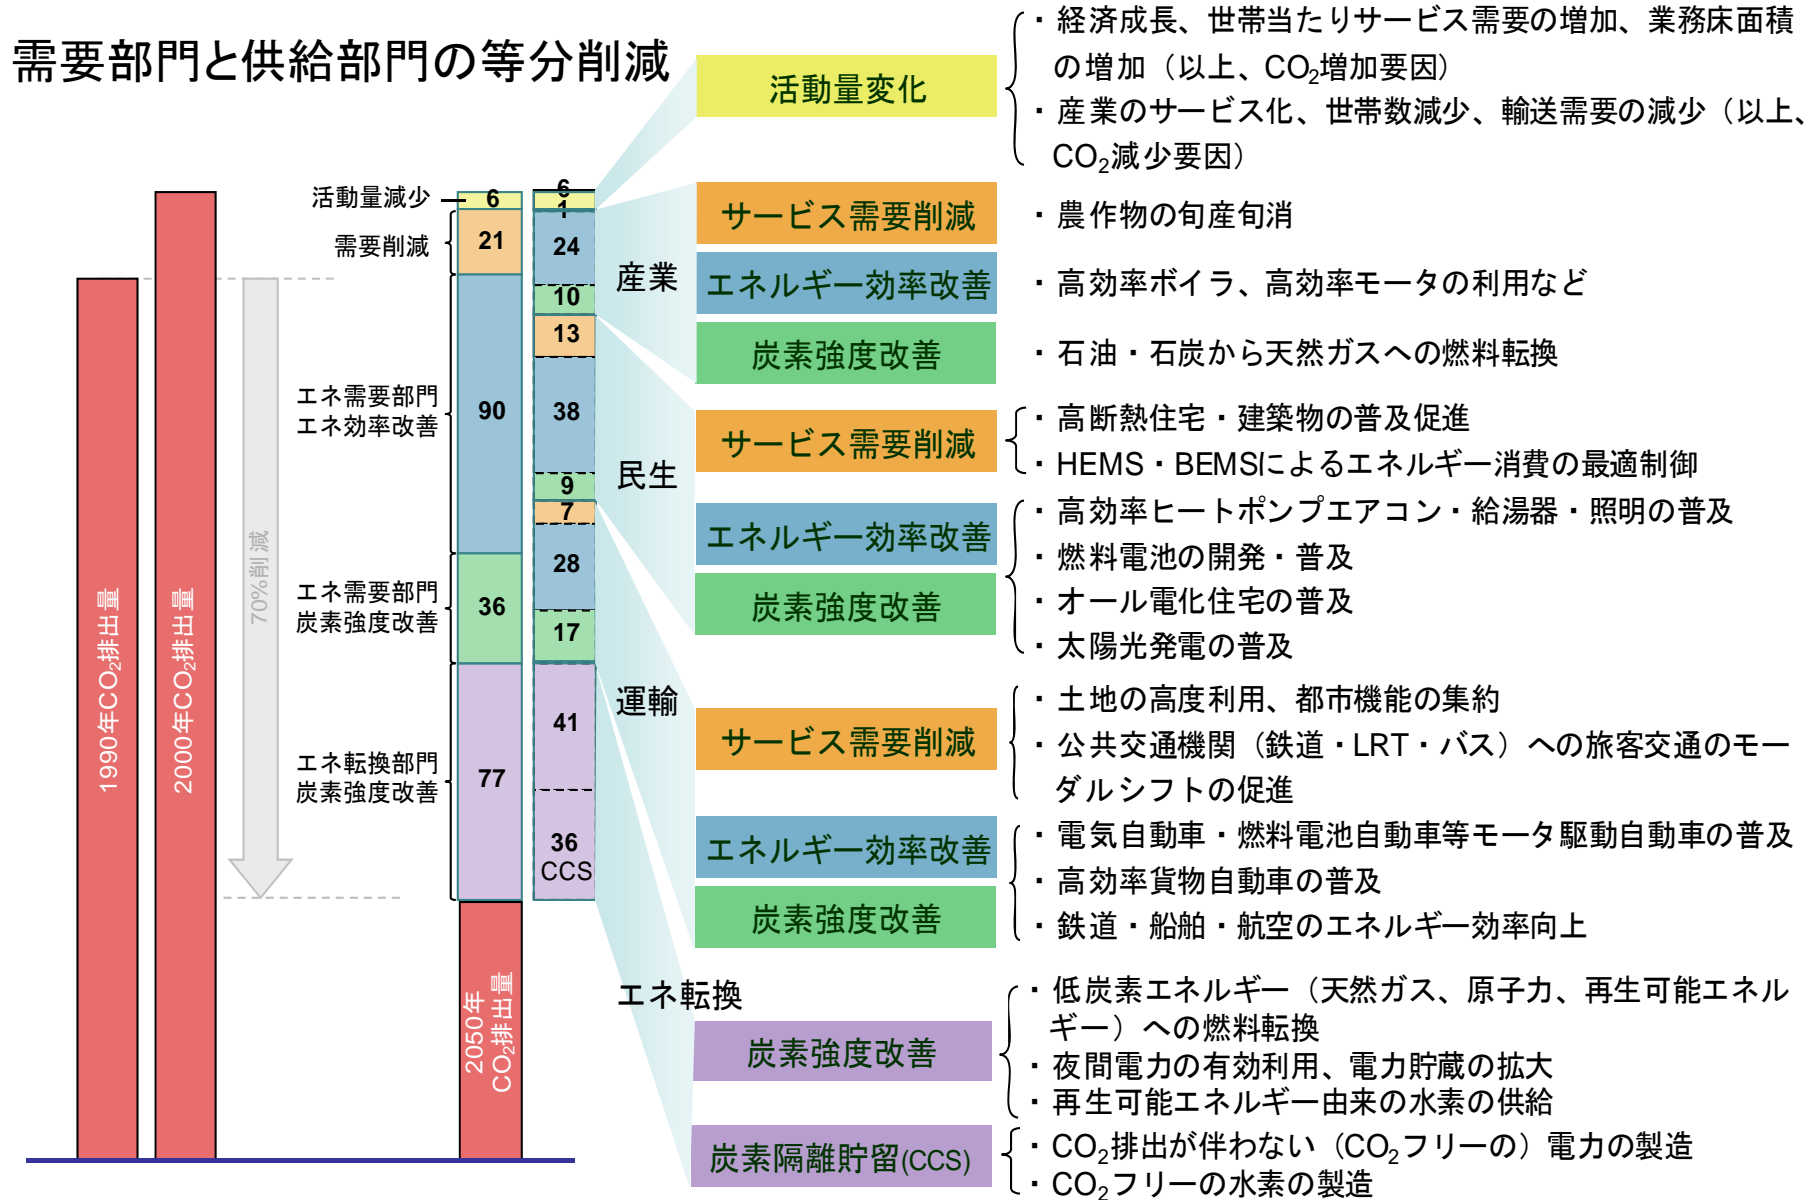 需要部門と供給部門の等分削減
活動量変化
・経済成長、世帯当たりサービス需要の増加、業務床面積
の増加（以上、CO₂増加要因）
・産業のサービス化、世帯数減少、輸送需要の減少（以上、
CO₂減少要因）
活動量減少
需要削減
エネ需要部門
エネ効率改善
エネ需要部門
炭素強度改善
エネ転換部門
炭素強度改善
6
21
90
36
77
6
1
24
10
13
38
9
7
28
17
41
36
CCS
1990年CO₂排出量
2000年CO₂排出量
70%削減
2050年
CO₂排出量
産業
サービス需要削減
・農作物の旬産旬消
エネルギー効率改善
・高効率ボイラ、高効率モータの利用など
炭素強度改善
・石油・石炭から天然ガスへの燃料転換
民生
サービス需要削減
・高断熱住宅・建築物の普及促進
・HEMS・BEMSによるエネルギー消費の最適制御
エネルギー効率改善
炭素強度改善
・高効率ヒートポンプエアコン・給湯器・照明の普及
・燃料電池の開発・普及
・オール電化住宅の普及
・太陽光発電の普及
運輸
サービス需要削減
・土地の高度利用、都市機能の集約
・公共交通機関（鉄道・LRT・バス）への旅客交通のモー
ダルシフトの促進
エネルギー効率改善
炭素強度改善
・電気自動車・燃料電池自動車等モータ駆動自動車の普及
・高効率貨物自動車の普及
・鉄道・船舶・航空のエネルギー効率向上
エネ転換
炭素強度改善
・低炭素エネルギー（天然ガス、原子力、再生可能エネル
ギー）への燃料転換
・夜間電力の有効利用、電力貯蔵の拡大
・再生可能エネルギー由来の水素の供給
炭素隔離貯留(CCS)
・CO₂排出が伴わない（CO₂フリーの）電力の製造
・CO₂フリーの水素の製造